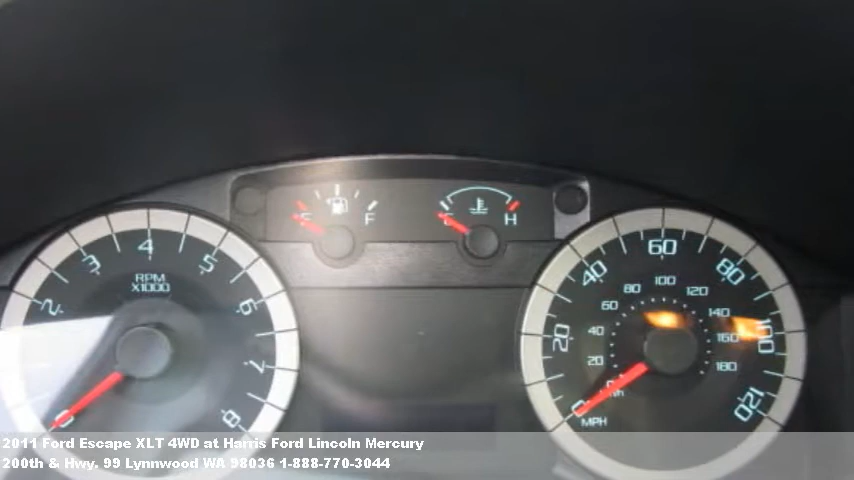 E F
C H
RPM
X1000
0 2 3 4 5 6 7 8
20 40 60 80 100 120
20 40 60 80 100 120 140 160 180
MPH
2011 Ford Escape XLT 4WD at Harris Ford Lincoln Mercury
200th & Hwy. 99 Lynnwood WA 98036 1-888-770-3044